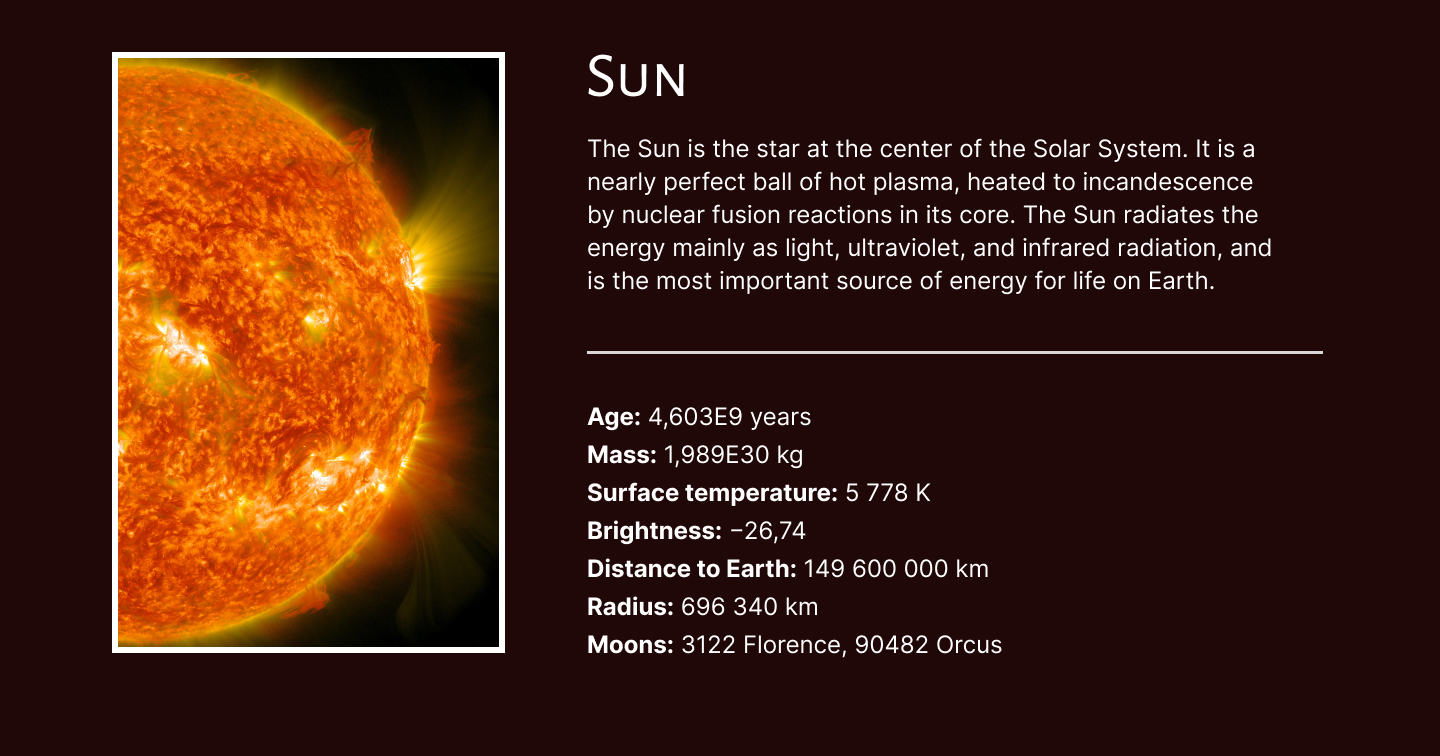 Sun
The Sun is the star at the center of the Solar System. It is a
nearly perfect ball of hot plasma, heated to incandescence
by nuclear fusion reactions in its core. The Sun radiates the
energy mainly as light, ultraviolet, and infrared radiation, and
is the most important source of energy for life on Earth.
Age: 4,603E9 years
Mass: 1,989E30 kg
Surface temperature: 5 778 K
Brightness: −26,74
Distance to Earth: 149 600 000 km
Radius: 696 340 km
Moons: 3122 Florence, 90482 Orcus